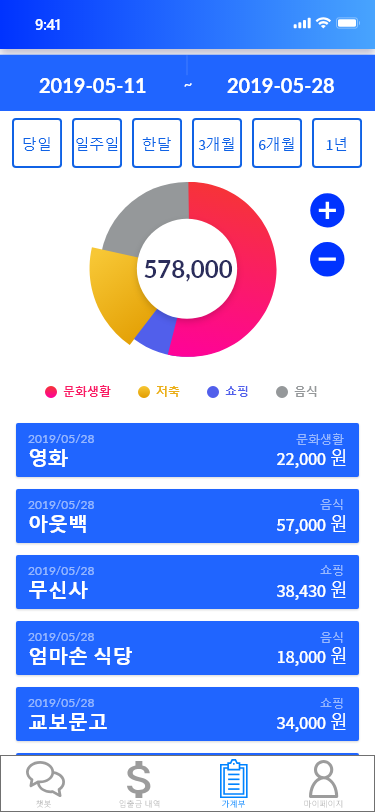 9:41
2019-05-11 ~ 2019-05-28
당일 일주일 한달 3개월 6개월 1년
578,000
문화생활 저축 쇼핑 음식
2019/05/28 문화생활
영화 22,000 원
2019/05/28 음식
아웃백 57,000 원
2019/05/28 쇼핑
무신사 38,430 원
2019/05/28 음식
엄마손 식당 18,000 원
2019/05/28 쇼핑
교보문고 34,000 원
챗봇 입출금 내역 가계부 마이페이지